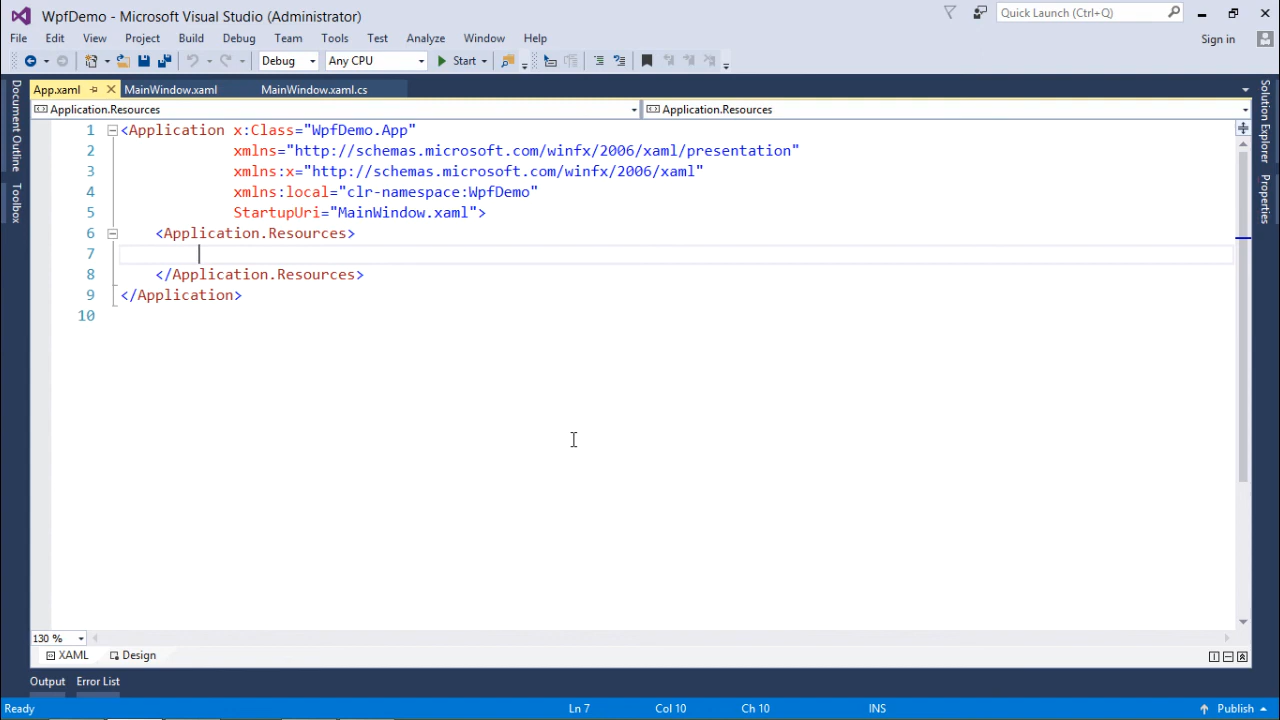 WpfDemo - Microsoft Visual Studio (Administrator)
Quick Launch (Ctrl+Q)
File Edit View Project Build Debug Team Tools Test Analyze Window Help
Sign in
Debug Any CPU Start
App.xaml MainWindow.xaml MainWindow.xaml.cs
Application.Resources Application.Resources
Document Outline
Toolbox
Solution Explorer
Properties
1 <Application x:Class="WpfDemo.App"
2 xmlns="http://schemas.microsoft.com/winfx/2006/xaml/presentation"
3 xmlns:x="http://schemas.microsoft.com/winfx/2006/xaml"
4 xmlns:local="clr-namespace:WpfDemo"
5 StartupUri="MainWindow.xaml">
6 <Application.Resources>
7
8 </Application.Resources>
9 </Application>
10
130 %
XAML Design
Output Error List
Ready Ln 7 Col 10 Ch 10 INS Publish